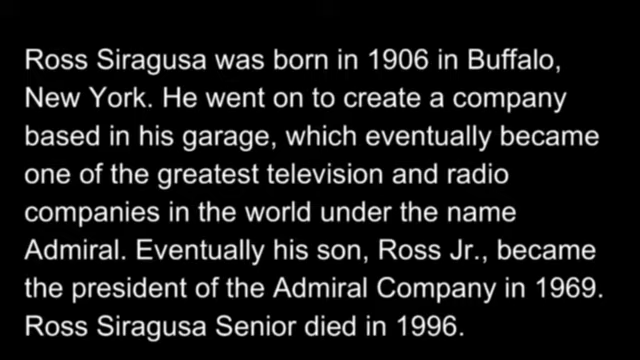 Ross Siragusa was born in 1906 in Buffalo,
New York. He went on to create a company
based in his garage, which eventually became
one of the greatest television and radio
companies in the world under the name
Admiral. Eventually his son, Ross Jr., became
the president of the Admiral Company in 1969.
Ross Siragusa Senior died in 1996.